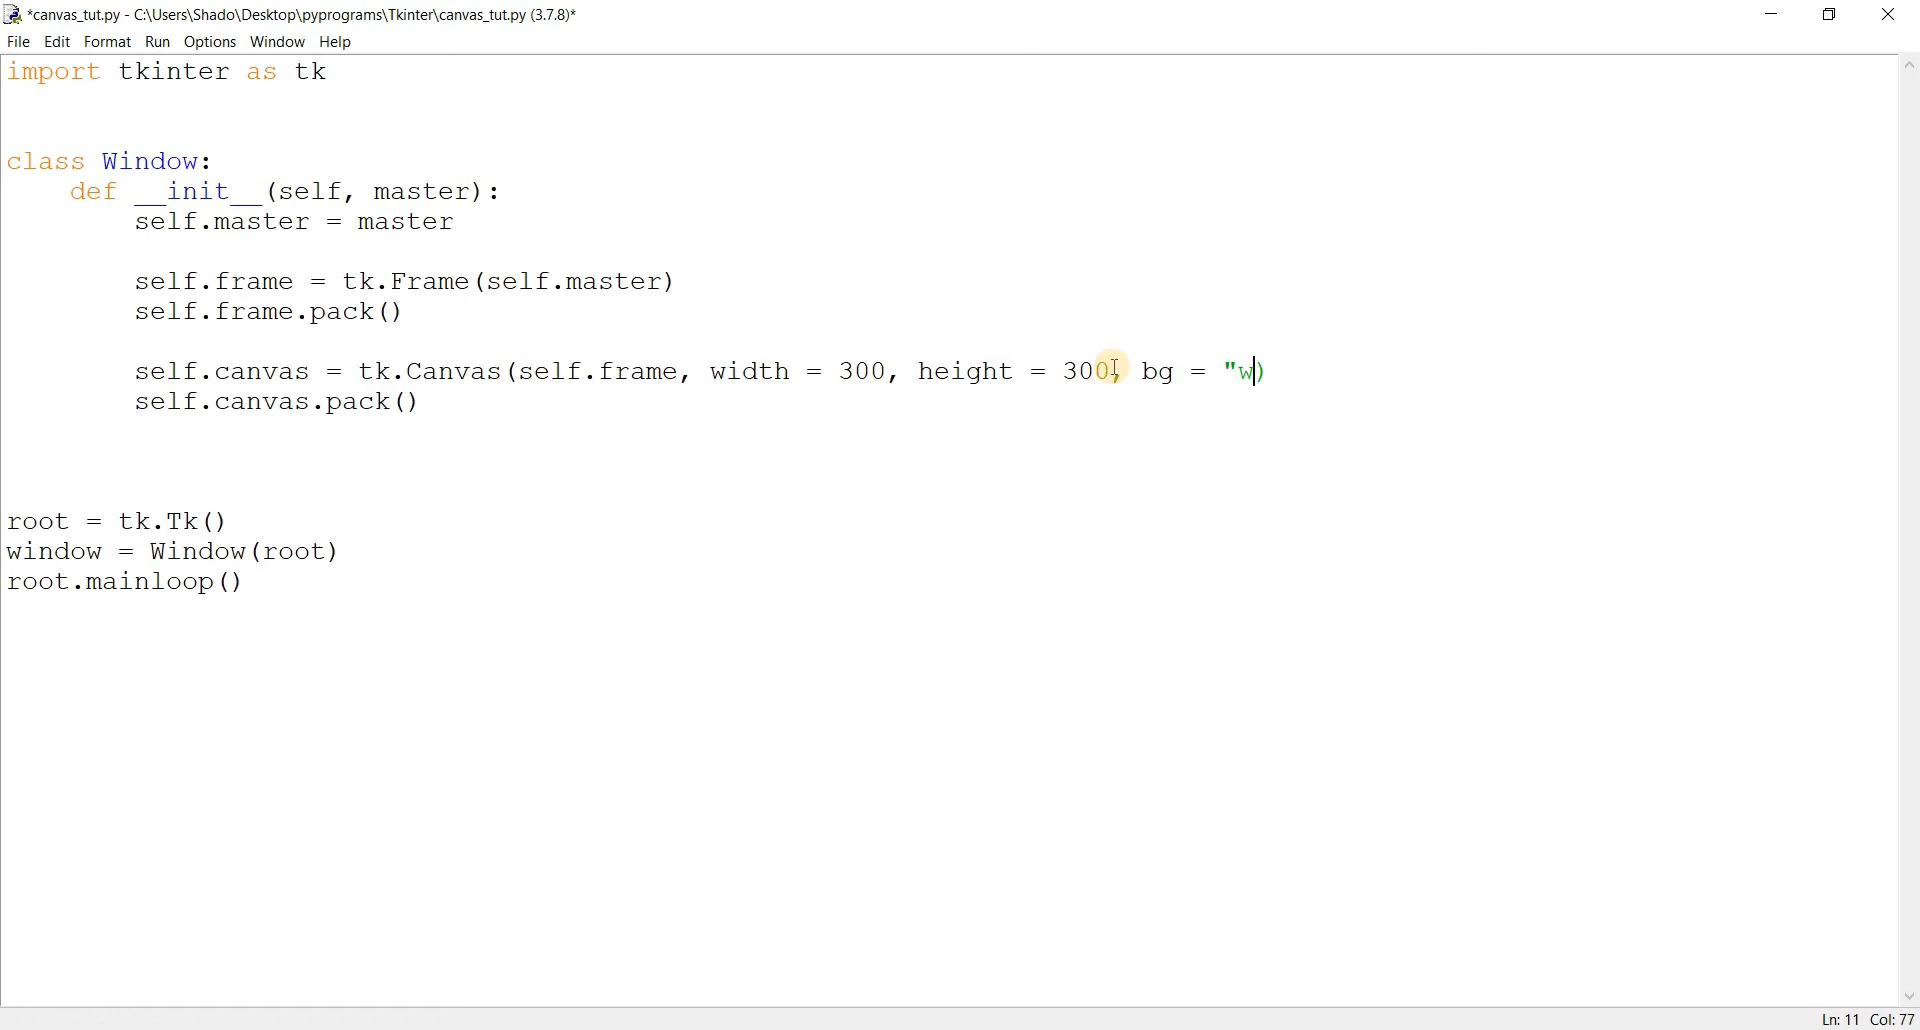 *canvas_tut.py - C:\Users\Shado\Desktop\pyprograms\Tkinter\canvas_tut.py (3.7.8)*
File Edit Format Run Options Window Help
import tkinter as tk
class Window:
    def __init__(self, master):
        self.master = master
        self.frame = tk.Frame(self.master)
        self.frame.pack()
        self.canvas = tk.Canvas(self.frame, width = 300, height = 300, bg = "w)
        self.canvas.pack()
root = tk.Tk()
window = Window(root)
root.mainloop()
Ln: 11 Col: 77